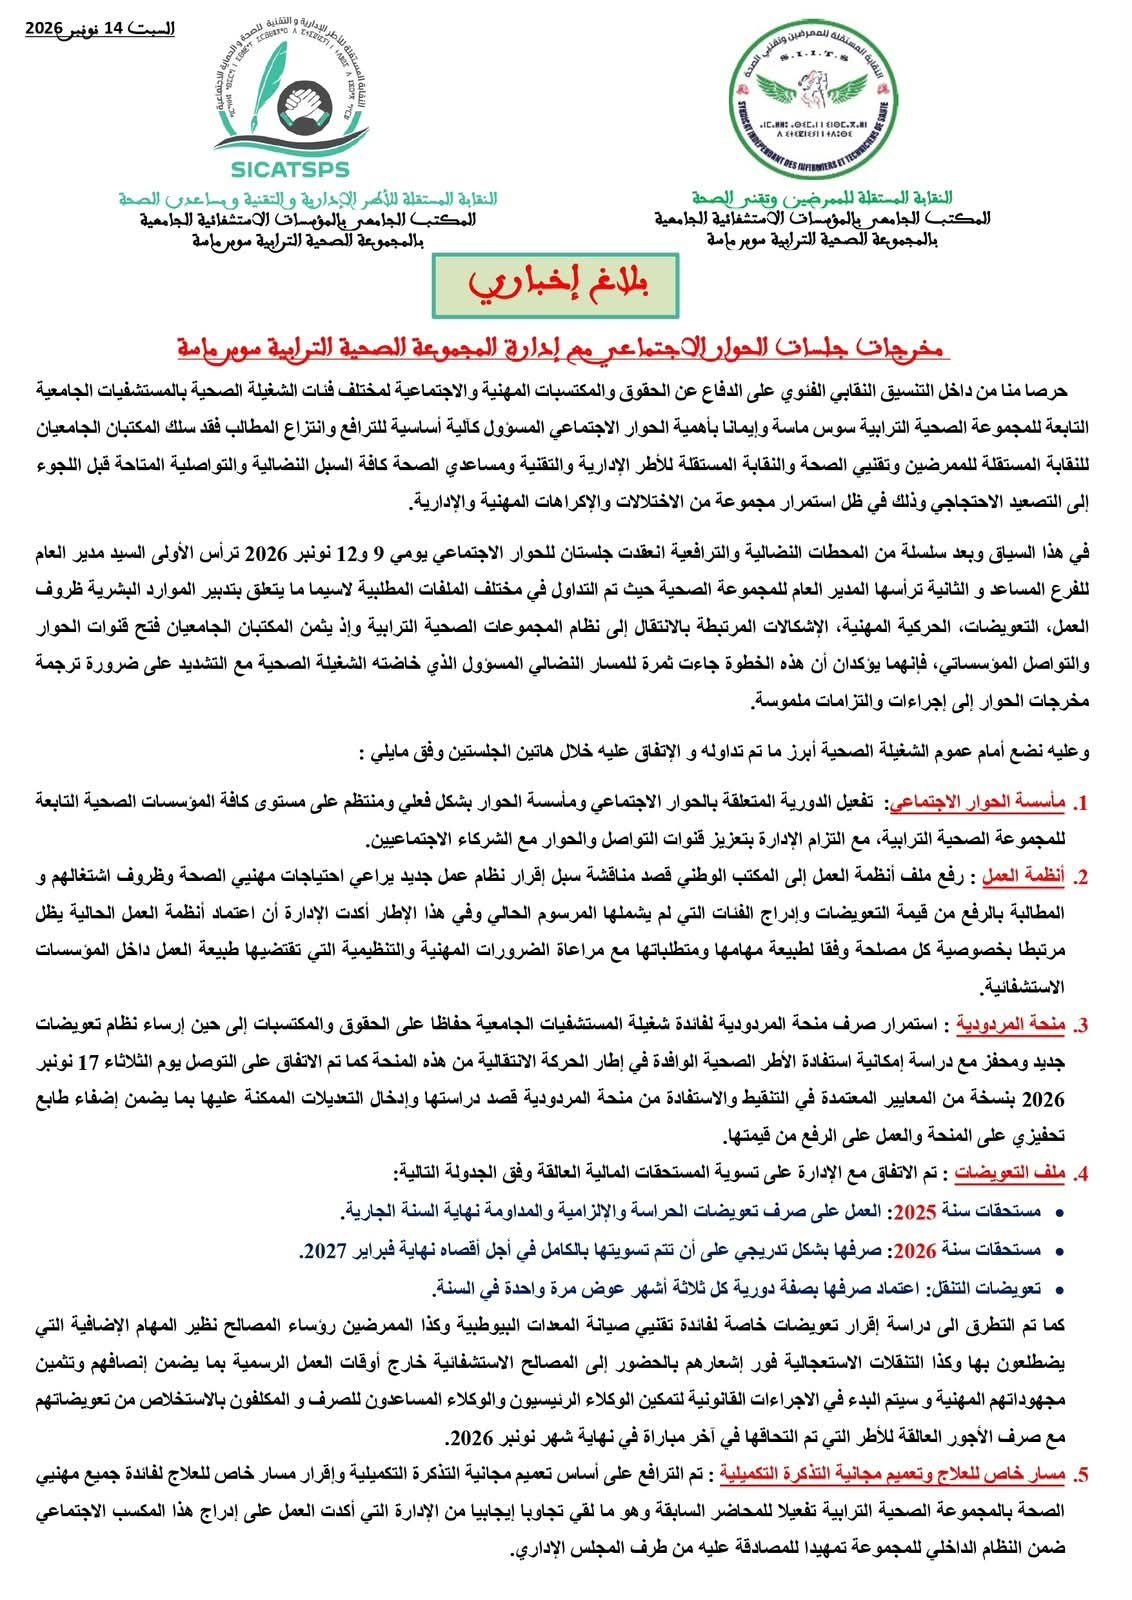 السبت 14 نونبر 2026
النقابة المستقلة للأطر الإدارية والتقنية للصحة والحماية الاجتماعية
SICATSPS
النقابة المستقلة للممرضين وتقنيي الصحة
S.I.I.T.S
SYNDICAT INDEPENDANT DES INFIRMIERS ET TECHNICIENS DE SANTE
النقابة المستقلة للممرضين وتقنيي الصحة
المكتب الجامعي بالمؤسسات الاستشفائية الجامعية
بالمجموعة الصحية الترابية سوس ماسة
النقابة المستقلة للأطر الإدارية والتقنية ومساعدي الصحة
المكتب الجامعي بالمؤسسات الاستشفائية الجامعية
بالمجموعة الصحية الترابية سوس ماسة
بلاغ إخباري
مخرجات جلسات الحوار الاجتماعي مع إدارة المجموعة الصحية الترابية سوس ماسة
حرصا منا من داخل التنسيق النقابي الفئوي على الدفاع عن الحقوق والمكتسبات المهنية والاجتماعية لمختلف فئات الشغيلة الصحية بالمستشفيات الجامعية
التابعة للمجموعة الصحية الترابية سوس ماسة وإيمانا بأهمية الحوار الاجتماعي المسؤول كآلية أساسية للترافع وانتزاع المطالب فقد سلك المكتبان الجامعيان
للنقابة المستقلة للممرضين وتقنيي الصحة والنقابة المستقلة للأطر الإدارية والتقنية ومساعدي الصحة كافة السبل النضالية والتواصلية المتاحة قبل اللجوء
إلى التصعيد الاحتجاجي وذلك في ظل استمرار مجموعة من الاختلالات والإكراهات المهنية والإدارية.
في هذا السياق وبعد سلسلة من المحطات النضالية والترافعية انعقدت جلستان للحوار الاجتماعي يومي 9 و12 نونبر 2026 ترأس الأولى السيد مدير العام
للفرع المساعد و الثانية ترأسها المدير العام للمجموعة الصحية حيث تم التداول في مختلف الملفات المطلبية لاسيما ما يتعلق بتدبير الموارد البشرية ظروف
العمل، التعويضات، الحركية المهنية، الإشكالات المرتبطة بالانتقال إلى نظام المجموعات الصحية الترابية وإذ يثمن المكتبان الجامعيان فتح قنوات الحوار
والتواصل المؤسساتي، فإنهما يؤكدان أن هذه الخطوة جاءت ثمرة للمسار النضالي المسؤول الذي خاضته الشغيلة الصحية مع التشديد على ضرورة ترجمة
مخرجات الحوار إلى إجراءات والتزامات ملموسة.
وعليه نضع أمام عموم الشغيلة الصحية أبرز ما تم تداوله و الإتفاق عليه خلال هاتين الجلستين وفق مايلي :
1. مأسسة الحوار الاجتماعي: تفعيل الدورية المتعلقة بالحوار الاجتماعي ومأسسة الحوار بشكل فعلي ومنتظم على مستوى كافة المؤسسات الصحية التابعة
للمجموعة الصحية الترابية، مع التزام الإدارة بتعزيز قنوات التواصل والحوار مع الشركاء الاجتماعيين.
2. أنظمة العمل : رفع ملف أنظمة العمل إلى المكتب الوطني قصد مناقشة سبل إقرار نظام عمل جديد يراعي احتياجات مهنيي الصحة وظروف اشتغالهم و
المطالبة بالرفع من قيمة التعويضات وإدراج الفئات التي لم يشملها المرسوم الحالي وفي هذا الإطار أكدت الإدارة أن اعتماد أنظمة العمل الحالية يظل
مرتبطا بخصوصية كل مصلحة وفقا لطبيعة مهامها ومتطلباتها مع مراعاة الضرورات المهنية والتنظيمية التي تقتضيها طبيعة العمل داخل المؤسسات
الاستشفائية.
3. منحة المردودية : استمرار صرف منحة المردودية لفائدة شغيلة المستشفيات الجامعية حفاظا على الحقوق والمكتسبات إلى حين إرساء نظام تعويضات
جديد ومحفز مع دراسة إمكانية استفادة الأطر الصحية الوافدة في إطار الحركة الانتقالية من هذه المنحة كما تم الاتفاق على التوصل يوم الثلاثاء 17 نونبر
2026 بنسخة من المعايير المعتمدة في التنقيط والاستفادة من منحة المردودية قصد دراستها وإدخال التعديلات الممكنة عليها بما يضمن إضفاء طابع
تحفيزي على المنحة والعمل على الرفع من قيمتها.
4. ملف التعويضات : تم الاتفاق مع الإدارة على تسوية المستحقات المالية العالقة وفق الجدولة التالية:
• مستحقات سنة 2025: العمل على صرف تعويضات الحراسة والإلزامية والمداومة نهاية السنة الجارية.
• مستحقات سنة 2026: صرفها بشكل تدريجي على أن تتم تسويتها بالكامل في أجل أقصاه نهاية فبراير 2027.
• تعويضات التنقل: اعتماد صرفها بصفة دورية كل ثلاثة أشهر عوض مرة واحدة في السنة.
كما تم التطرق الى دراسة إقرار تعويضات خاصة لفائدة تقنيي صيانة المعدات البيوطبية وكذا الممرضين رؤساء المصالح نظير المهام الإضافية التي
يضطلعون بها وكذا التنقلات الاستعجالية فور إشعارهم بالحضور إلى المصالح الاستشفائية خارج أوقات العمل الرسمية بما يضمن إنصافهم وتثمين
مجهوداتهم المهنية و سيتم البدء في الاجراءات القانونية لتمكين الوكلاء الرئيسيون والوكلاء المساعدون للصرف و المكلفون بالاستخلاص من تعويضاتهم
مع صرف الأجور العالقة للأطر التي تم التحاقها في آخر مباراة في نهاية شهر نونبر 2026.
5. مسار خاص للعلاج وتعميم مجانية التذكرة التكميلية : تم الترافع على أساس تعميم مجانية التذكرة التكميلية وإقرار مسار خاص للعلاج لفائدة جميع مهنيي
الصحة بالمجموعة الصحية الترابية تفعيلا للمحاضر السابقة وهو ما لقي تجاوبا إيجابيا من الإدارة التي أكدت العمل على إدراج هذا المكسب الاجتماعي
ضمن النظام الداخلي للمجموعة تمهيدا للمصادقة عليه من طرف المجلس الإداري.